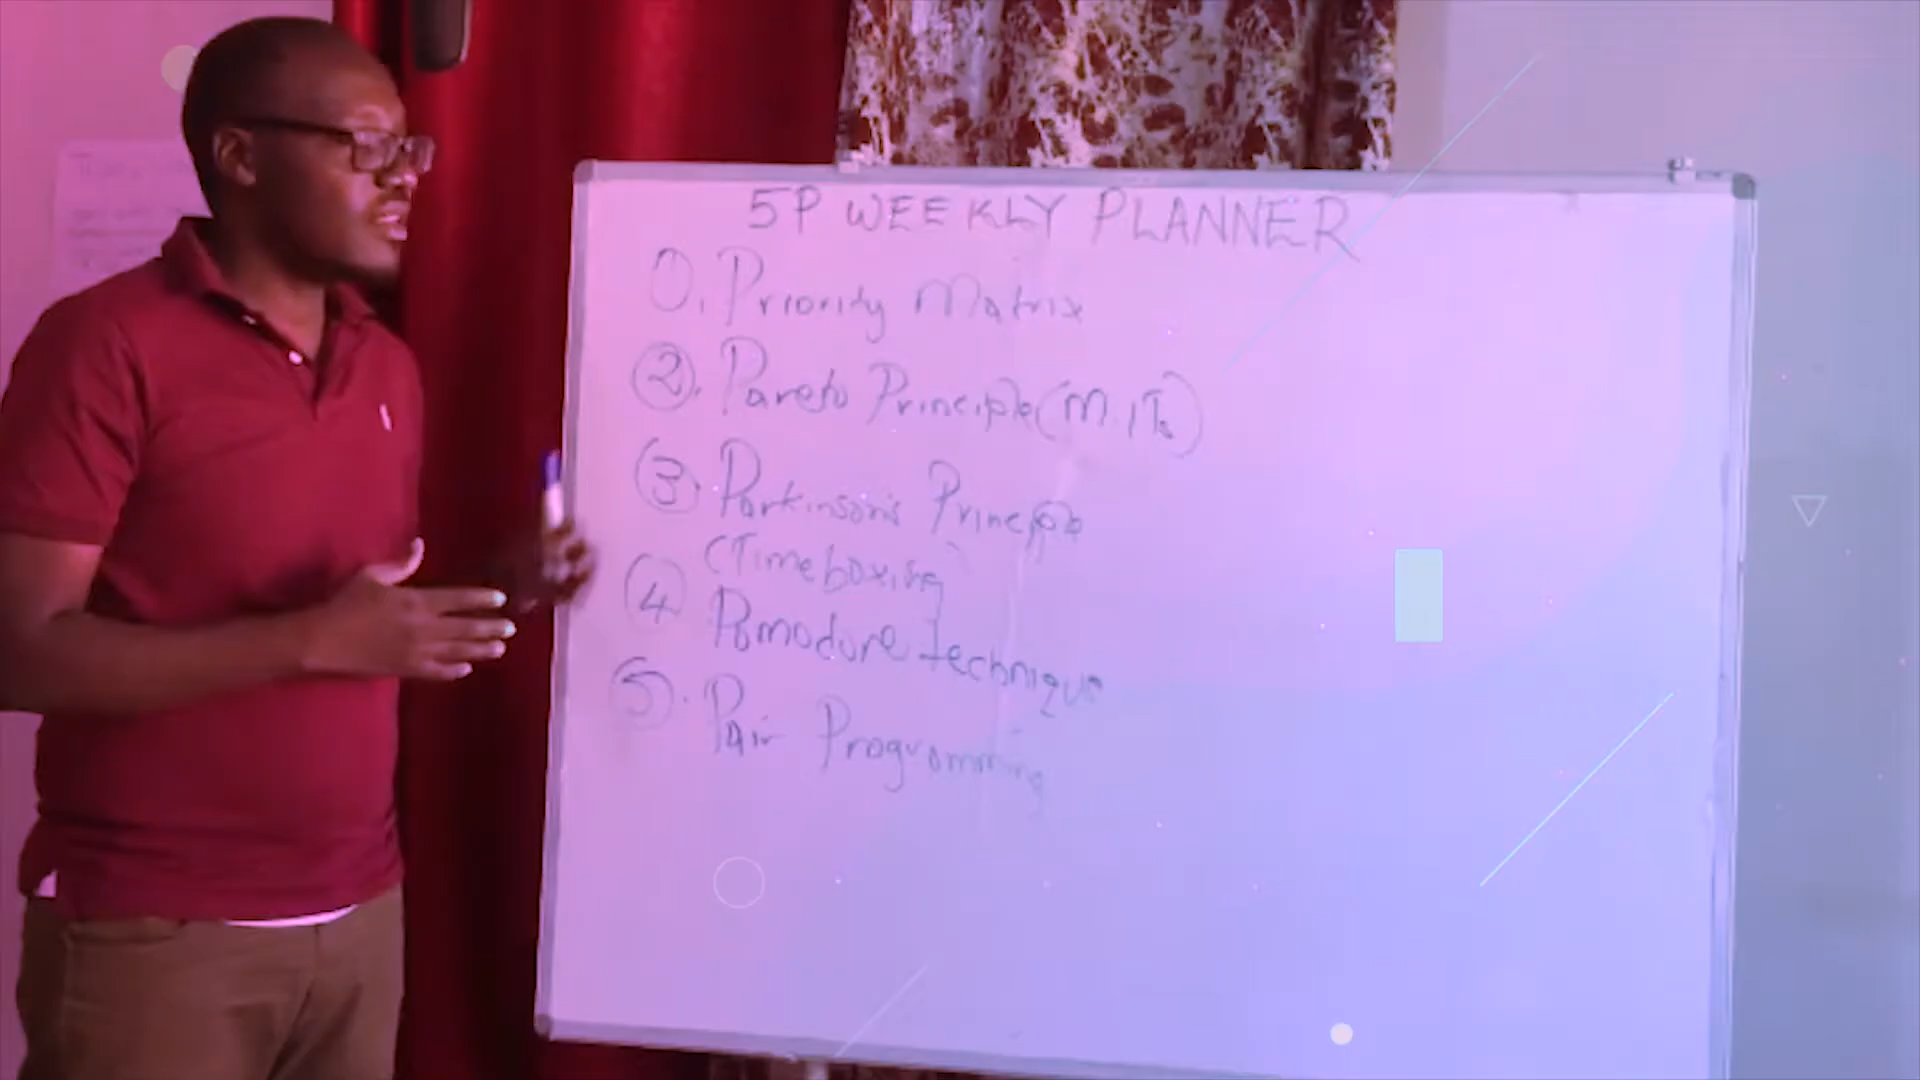 5P WEEKLY PLANNER
1. Priority Matrix
2. Pareto Principle (M.ITs)
3. Parkinson's Principle
(Timeboxing)
4 Pomodore technique
5. Pair Programming